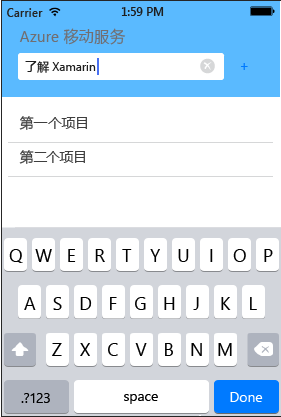 Carrier 1:59 PM
Azure 移动服务
了解 Xamarin
+
第一个项目
第二个项目
Q W E R T Y U I O P
A S D F G H J K L
Z X C V B N M
.?123 space Done